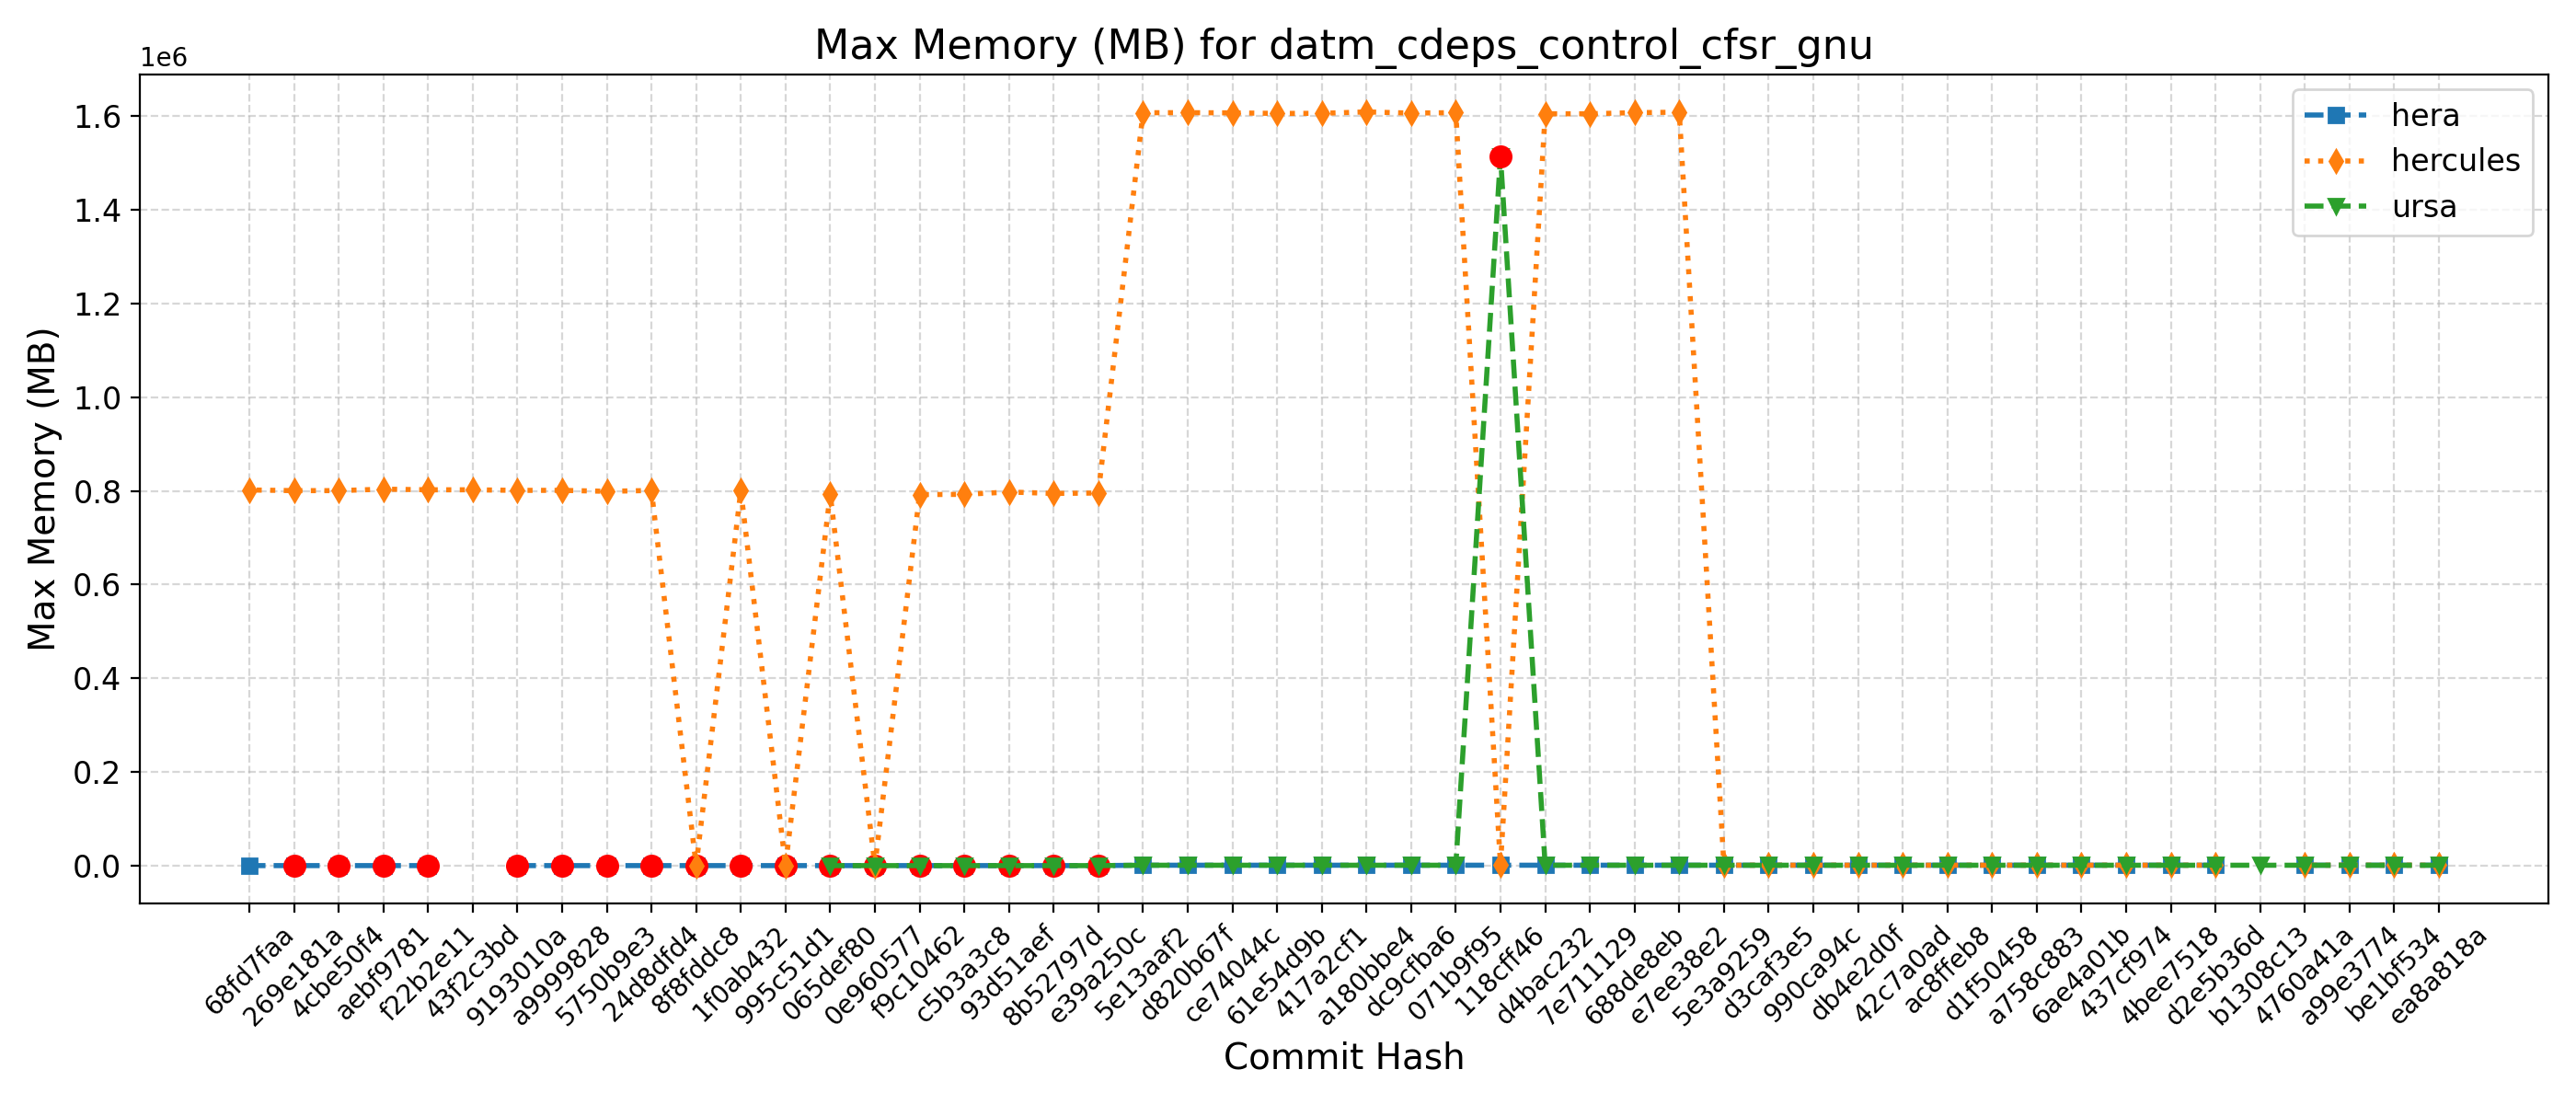 Max Memory (MB) for datm_cdeps_control_cfsr_gnu
1e6
1.6
1.4
1.2
1.0
0.8
0.6
0.4
0.2
0.0
Max Memory (MB)
hera
hercules
ursa
68fd7faa
269e181a
4cbe50f4
aebf9781
f22b2e11
43f2c3bd
9193010a
a9999828
5750b9e3
24d8dfd4
8f8fddc8
1f0ab432
995c51d1
065def80
0e960577
f9c10462
c5b3a3c8
93d51aef
8b52797d
e39a250c
5e13aaf2
d820b67f
ce74044c
61e54d9b
417a2cf1
a180bbe4
dc9cfba6
071b9f95
118cff46
d4bac232
7e711129
688de8eb
e7ee38e2
5e3a9259
d3caf3e5
990ca94c
db4e2d0f
42c7a0ad
ac8ffeb8
d1f50458
a758c883
6ae4a01b
437cf974
4bee7518
d2e5b36d
b1308c13
4760a41a
a99e3774
be1bf534
ea8a818a
Commit Hash